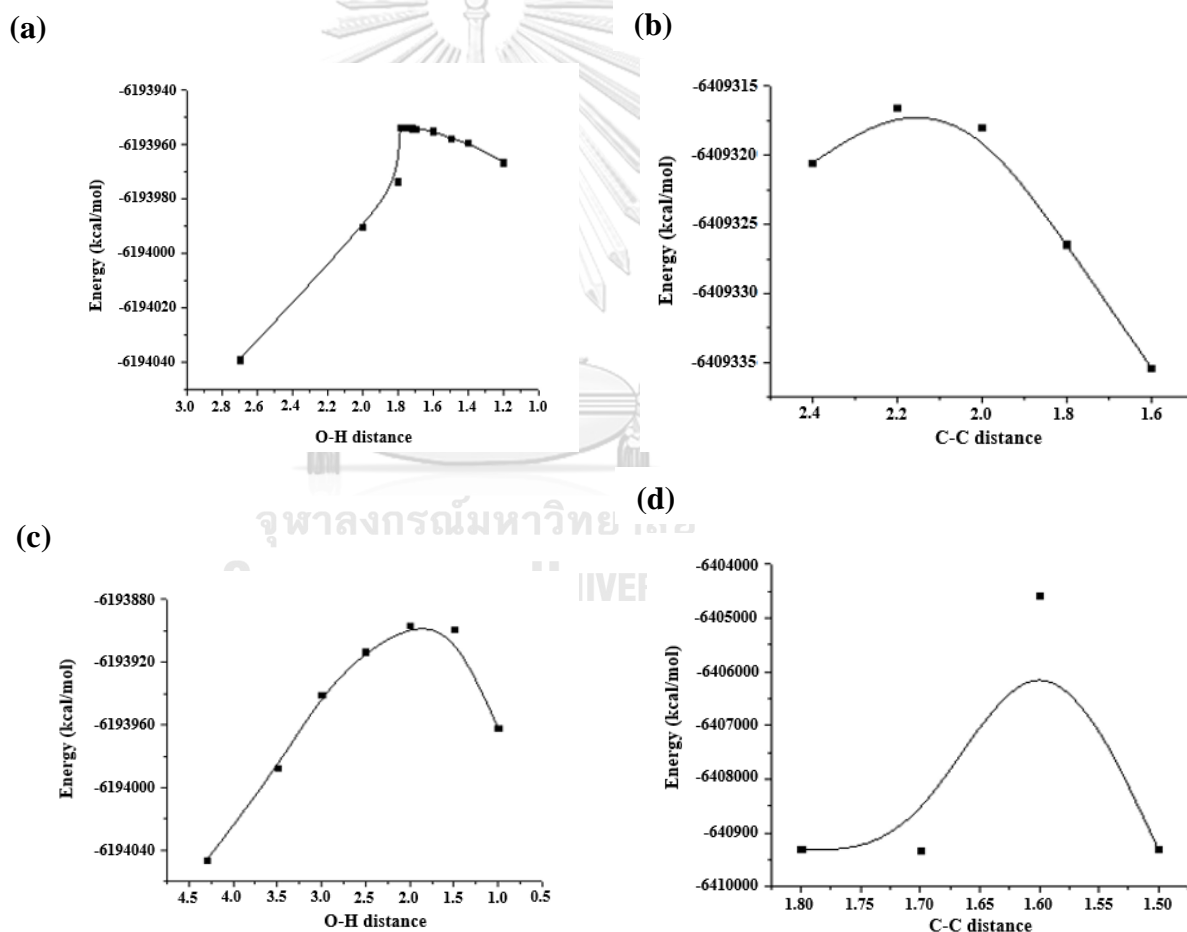 (a)
Energy (kcal/mol)
-6193940
-6193960
-6193980
-6194000
-6194020
-6194040
3.0 2.8 2.6 2.4 2.2 2.0 1.8 1.6 1.4 1.2 1.0
O-H distance
(b)
Energy (kcal/mol)
-6409315
-6409320
-6409325
-6409330
-6409335
2.4 2.2 2.0 1.8 1.6
C-C distance
จุฬาลงกรณ์มหาวิทย
IVE
(c)
Energy (kcal/mol)
-6193880
-6193920
-6193960
-6194000
-6194040
4.5 4.0 3.5 3.0 2.5 2.0 1.5 1.0 0.5
O-H distance
(d)
Energy (kcal/mol)
-6404000
-6405000
-6406000
-6407000
-6408000
-640900
-6410000
1.80 1.75 1.70 1.65 1.60 1.55 1.50
C-C distance